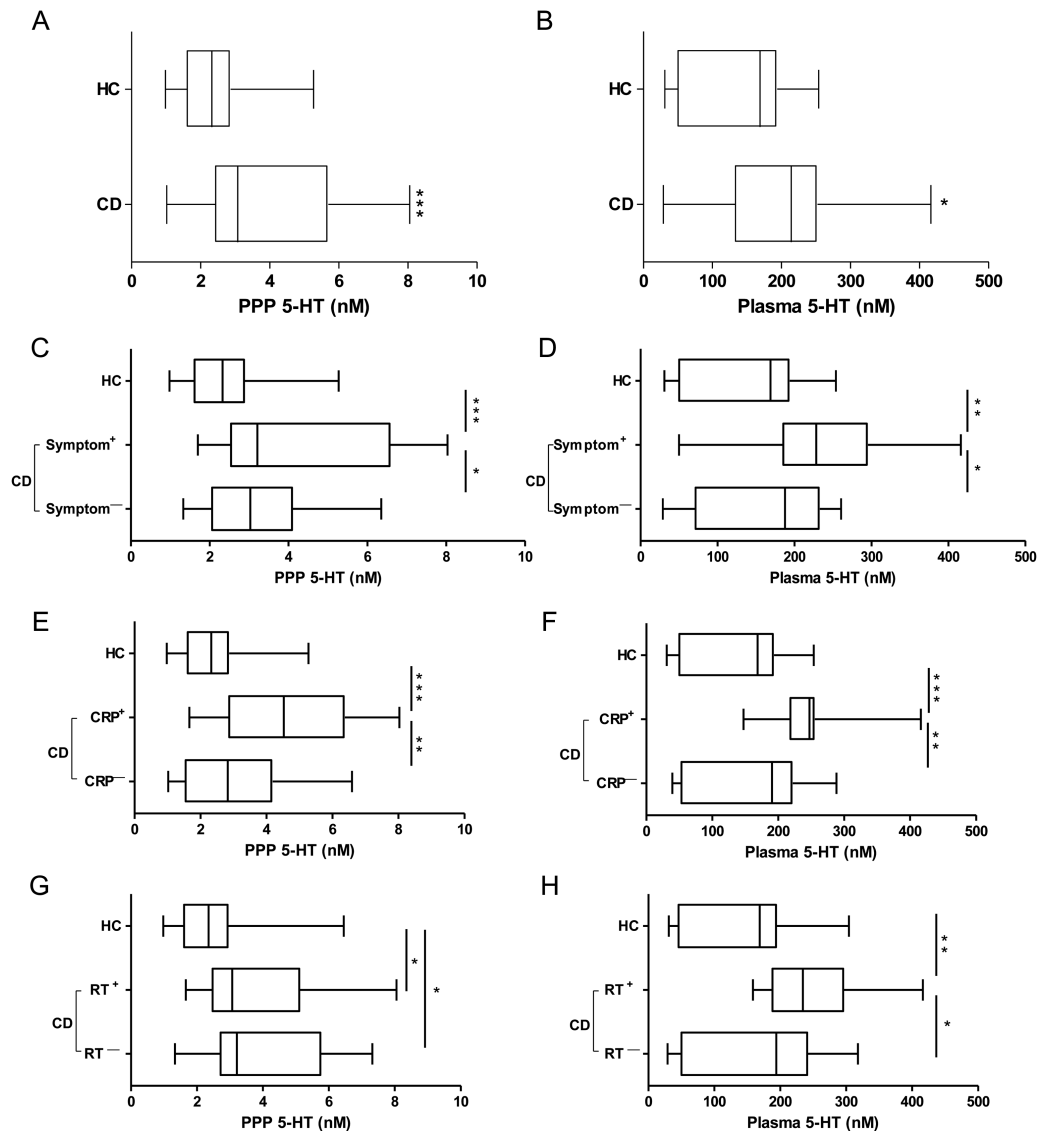 A
HC
CD
***
0 2 4 6 8 10
PPP 5-HT (nM)
B
HC
CD
*
0 100 200 300 400 500
Plasma 5-HT (nM)
C
HC
***
Symptom+
CD
*
Symptom—
0 2 4 6 8 10
PPP 5-HT (nM)
D
HC
**
Symptom+
CD
*
Symptom—
0 100 200 300 400 500
Plasma 5-HT (nM)
E
HC
***
CRP+
CD
**
CRP—
0 2 4 6 8 10
PPP 5-HT (nM)
F
HC
***
CRP+
CD
**
CRP—
0 100 200 300 400 500
Plasma 5-HT (nM)
G
HC
*
RT +
*
CD
RT —
0 2 4 6 8 10
PPP 5-HT (nM)
H
HC
**
RT +
CD
*
RT —
0 100 200 300 400 500
Plasma 5-HT (nM)